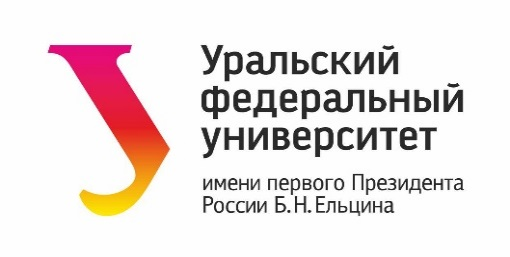 У
Уральский
федеральный
университет
имени первого Президента
России Б.Н.Ельцина